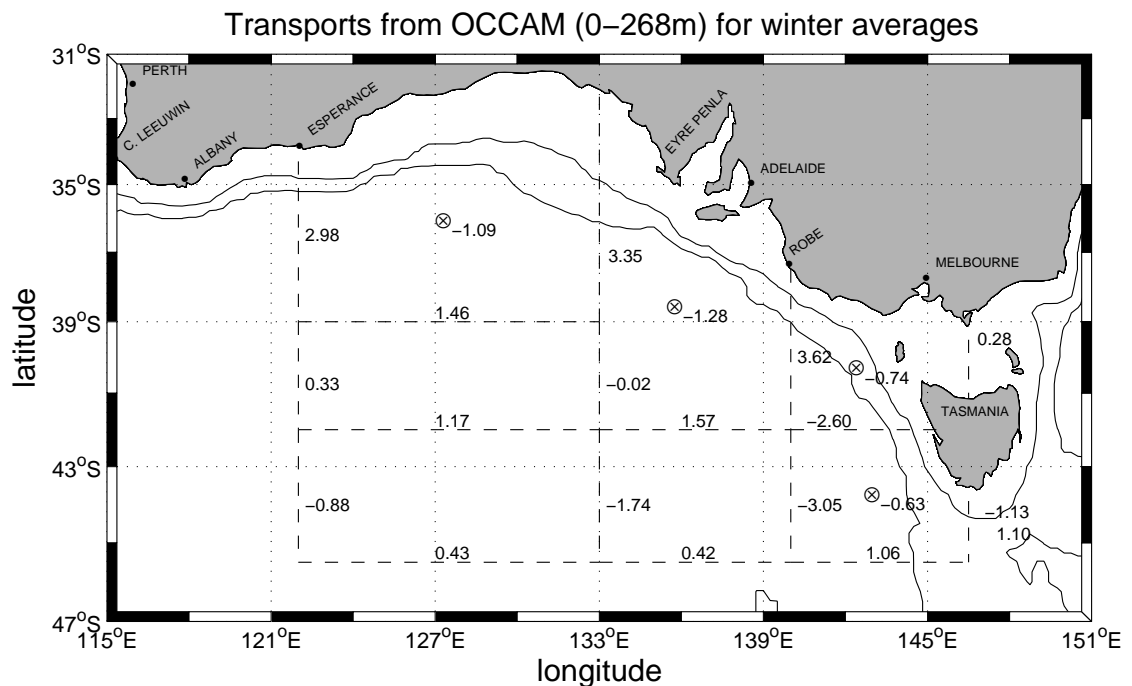 Transports from OCCAM (0−268m) for winter averages
31°S
PERTH
C. LEEUWIN
ALBANY
ESPERANCE
EYRE PENLA
ADELAIDE
35°S
2.98
−1.09
3.35
ROBE
MELBOURNE
1.46
−1.28
39°S
0.28
3.62
0.33
−0.02
−0.74
1.17
1.57
−2.60
TASMANIA
43°S
−0.88
−1.74
−3.05
−0.63
−1.13
1.10
0.43
0.42
1.06
47°S
115°E
121°E
127°E
133°E
139°E
145°E
151°E
latitude
longitude